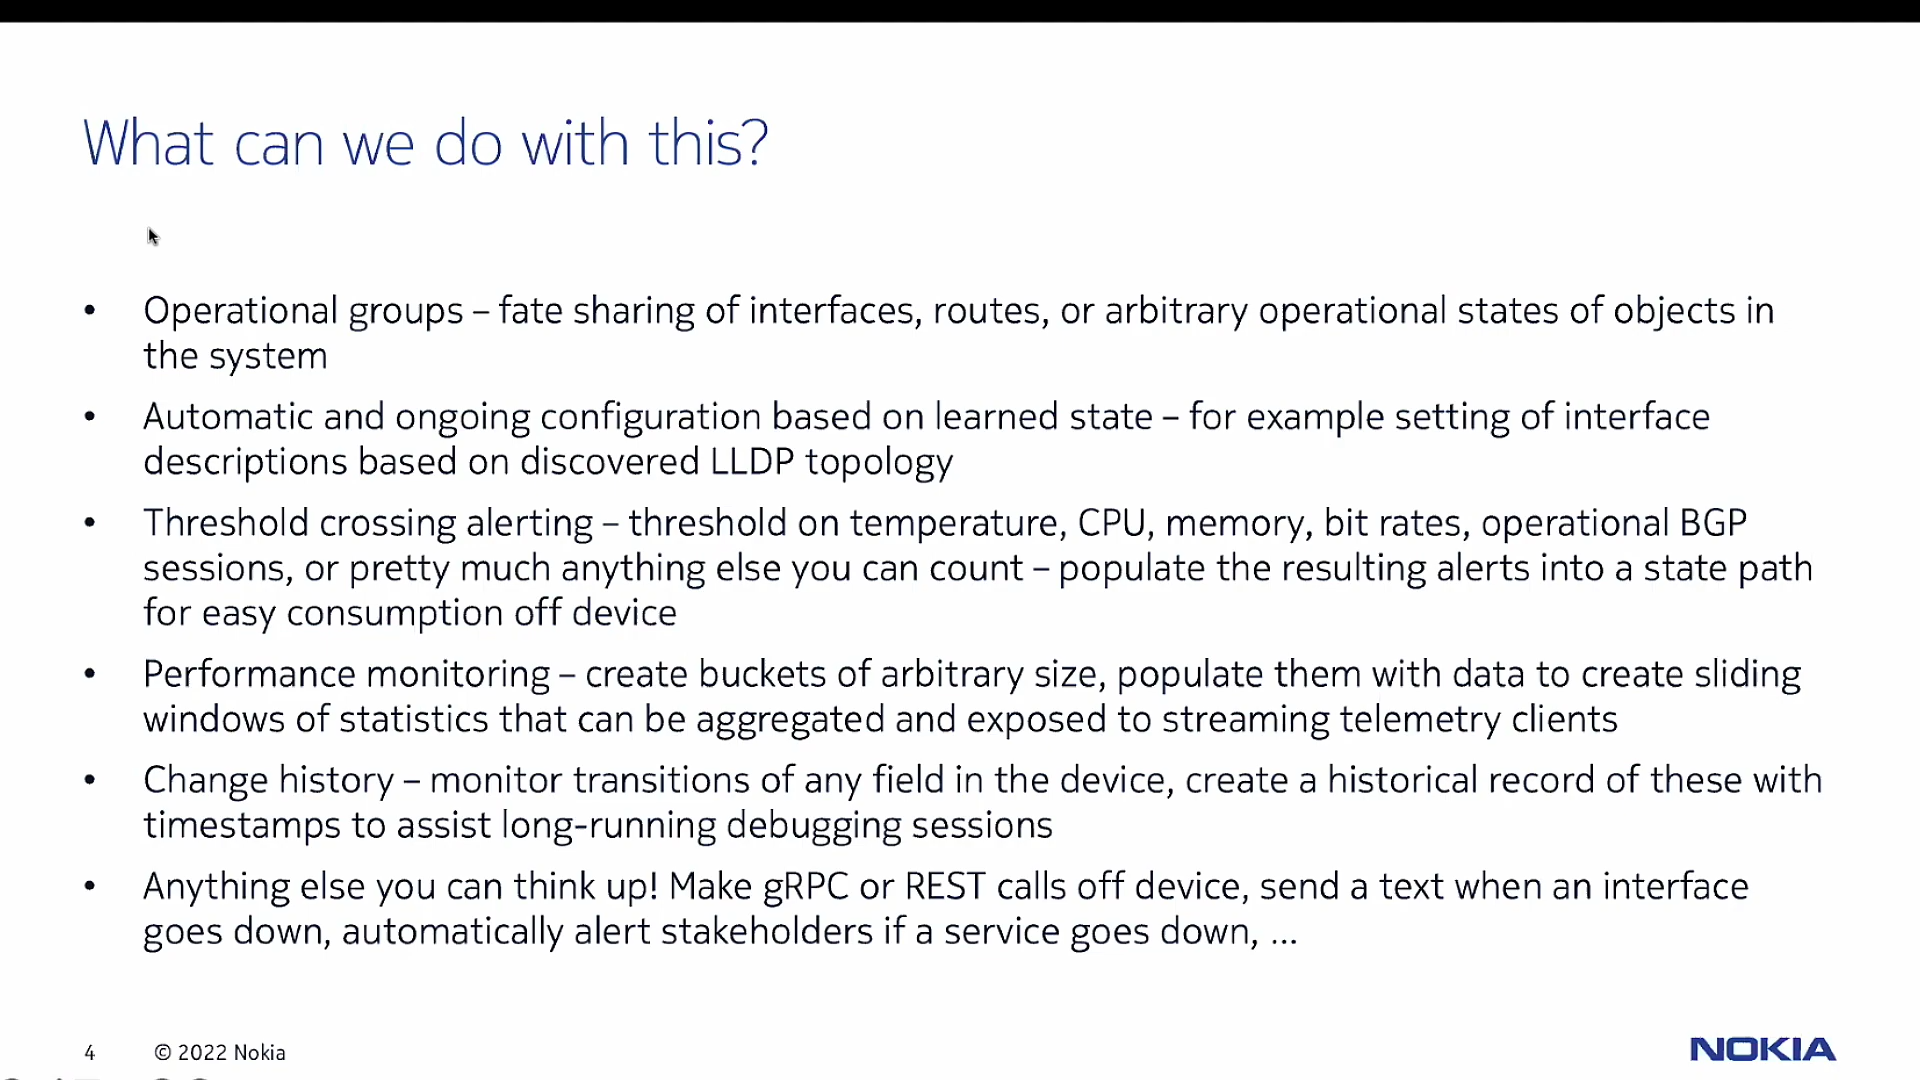 What can we do with this?
• Operational groups – fate sharing of interfaces, routes, or arbitrary operational states of objects in
the system
• Automatic and ongoing configuration based on learned state – for example setting of interface
descriptions based on discovered LLDP topology
• Threshold crossing alerting – threshold on temperature, CPU, memory, bit rates, operational BGP
sessions, or pretty much anything else you can count – populate the resulting alerts into a state path
for easy consumption off device
• Performance monitoring – create buckets of arbitrary size, populate them with data to create sliding
windows of statistics that can be aggregated and exposed to streaming telemetry clients
• Change history – monitor transitions of any field in the device, create a historical record of these with
timestamps to assist long-running debugging sessions
• Anything else you can think up! Make gRPC or REST calls off device, send a text when an interface
goes down, automatically alert stakeholders if a service goes down, ...
4 © 2022 Nokia
NOKIA